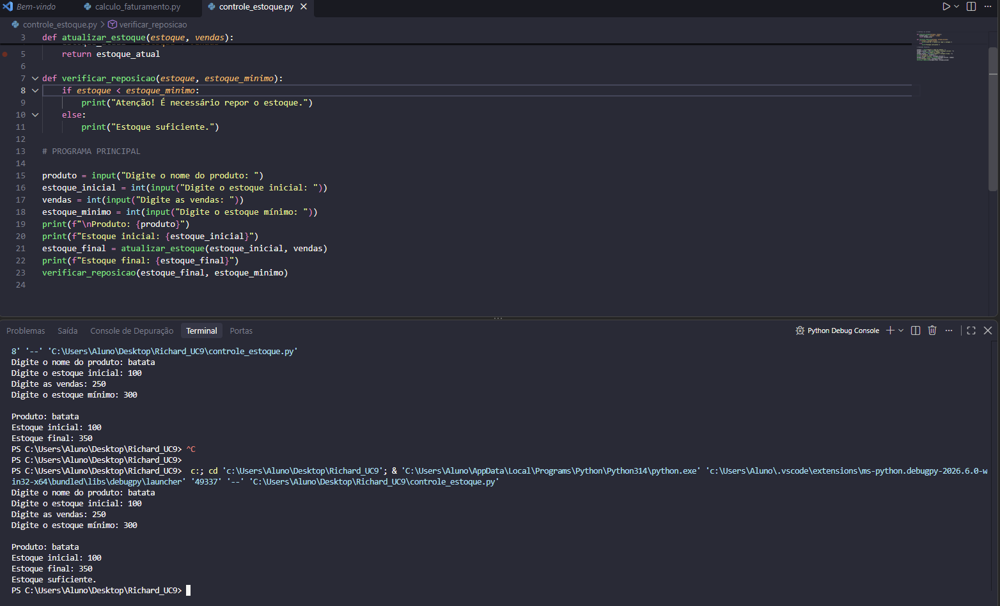 Bem-vindo
calculo_faturamento.py
controle_estoque.py
controle_estoque.py > verificar_reposicao
3 def atualizar_estoque(estoque, vendas):
5 return estoque_atual
6
7 def verificar_reposicao(estoque, estoque_minimo):
8 if estoque < estoque_minimo:
9 print("Atenção! É necessário repor o estoque.")
10 else:
11 print("Estoque suficiente.")
12
13 # PROGRAMA PRINCIPAL
14
15 produto = input("Digite o nome do produto: ")
16 estoque_inicial = int(input("Digite o estoque inicial: "))
17 vendas = int(input("Digite as vendas: "))
18 estoque_minimo = int(input("Digite o estoque mínimo: "))
19 print(f"\nProduto: {produto}")
20 print(f"Estoque inicial: {estoque_inicial}")
21 estoque_final = atualizar_estoque(estoque_inicial, vendas)
22 print(f"Estoque final: {estoque_final}")
23 verificar_reposicao(estoque_final, estoque_minimo)
24
Problemas Saída Console de Depuração Terminal Portas
Python Debug Console
8' '--' 'C:\Users\Aluno\Desktop\Richard_UC9\controle_estoque.py'
Digite o nome do produto: batata
Digite o estoque inicial: 100
Digite as vendas: 250
Digite o estoque mínimo: 300
Produto: batata
Estoque inicial: 100
Estoque final: 350
PS C:\Users\Aluno\Desktop\Richard_UC9> ^C
PS C:\Users\Aluno\Desktop\Richard_UC9>
PS C:\Users\Aluno\Desktop\Richard_UC9> c:; cd 'c:\Users\Aluno\Desktop\Richard_UC9'; & 'C:\Users\Aluno\AppData\Local\Programs\Python\Python314\python.exe' 'c:\Users\Aluno\.vscode\extensions\ms-python.debugpy-2026.6.0-w
in32-x64\bundled\libs\debugpy\launcher' '49337' '--' 'C:\Users\Aluno\Desktop\Richard_UC9\controle_estoque.py'
Digite o nome do produto: batata
Digite o estoque inicial: 100
Digite as vendas: 250
Digite o estoque mínimo: 300
Produto: batata
Estoque inicial: 100
Estoque final: 350
Estoque suficiente.
PS C:\Users\Aluno\Desktop\Richard_UC9>